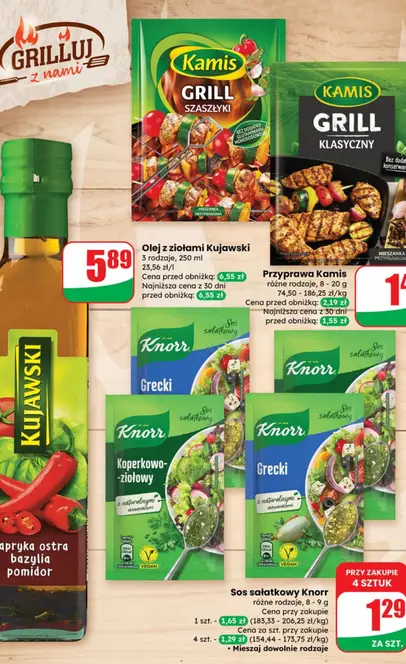 GRILLUJ
z nami
Kamis
GRILL
SZASZŁYKI
KAMIS
GRILL
KLASYCZNY
Bez doda
konserwa
MIESZANKA
PRZYPRAWOW
5 89
Olej z ziołami Kujawski
3 rodzaje, 250 ml
23,56 zł/l
Cena przed obniżką: 6,55 zł
Najniższa cena z 30 dni
przed obniżką: 6,55 zł
Przyprawa Kamis
różne rodzaje, 8 - 20 g
74,50 - 186,25 zł/kg
Cena przed obniżką: 2,19 zł
Najniższa cena z 30 dni
przed obniżką: 1,55 zł
1
KUJAWSKI
apryka ostra
bazylia
pomidor
Knorr
Sos
sałatkowy
Grecki
Knorr
Sos
sałatkowy
Knorr
Sos
sałatkowy
Koperkowo-
-ziołowy
z naturalnymi
składnikami
VEGAN
Knorr
Sos
sałatkowy
Grecki
z naturalnymi
składnikami
VEGAN
Sos sałatkowy Knorr
różne rodzaje, 8 - 9 g
Cena przy zakupie
1 szt. - 1,65 zł (183,33 - 206,25 zł/kg)
Cena za szt. przy zakupie
4 szt. - 1,29 zł (154,44 - 173,75 zł/kg)
• Mieszaj dowolnie rodzaje
PRZY ZAKUPIE
4 SZTUK
1 29
ZA SZT.